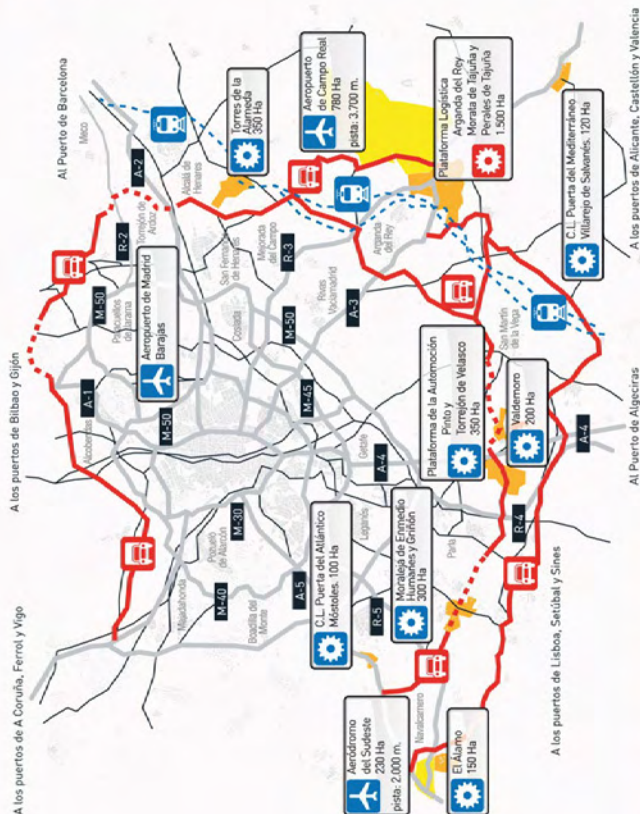 A los puertos de A Coruña, Ferrol y Vigo
A los puertos de Bilbao y Gijón
Al Puerto de Barcelona
Meco
A-2
R-2
Torrejón
de Ardoz
Alcalá de
Henares
M-50
Paracuellos
de Jarama
A-1
Alcobendas
Aeropuerto de Madrid
Barajas
San Fernando
de Henares
Mejorada
del Campo
R-3
Coslada
M-50
M-50
Rivas
Vaciamadrid
A-3
Arganda
del Rey
M-45
M-30
Pozuelo
de Alarcón
M-40
Majadahonda
Boadilla del
Monte
A-5
Getafe
A-4
Leganés
R-5
Parla
Navalcarnero
San Martín
de la Vega
R-4
A-4
Torres de la
Alameda
350 Ha
Aeropuerto
de Campo Real
780 Ha
pista: 3.700 m.
Plataforma Logística
Arganda del Rey
Morata de Tajuña y
Perales de Tajuña
1.500 Ha
C.L. Puerta del Mediterráneo
Villarejo de Salvanés. 120 Ha
Plataforma de la Automoción
Pinto y
Torrejón de Velasco
350 Ha
Valdemoro
200 Ha
C.L. Puerta del Atlántico
Móstoles. 100 Ha
Moraleja de Enmedio
Humanes y Griñón
300 Ha
Aeródromo
del Sudeste
230 Ha
pista: 2.000 m.
El Álamo
150 Ha
A los puertos de Lisboa, Setúbal y Sines
Al Puerto de Algeciras
A los puertos de Alicante, Castellón y Valencia